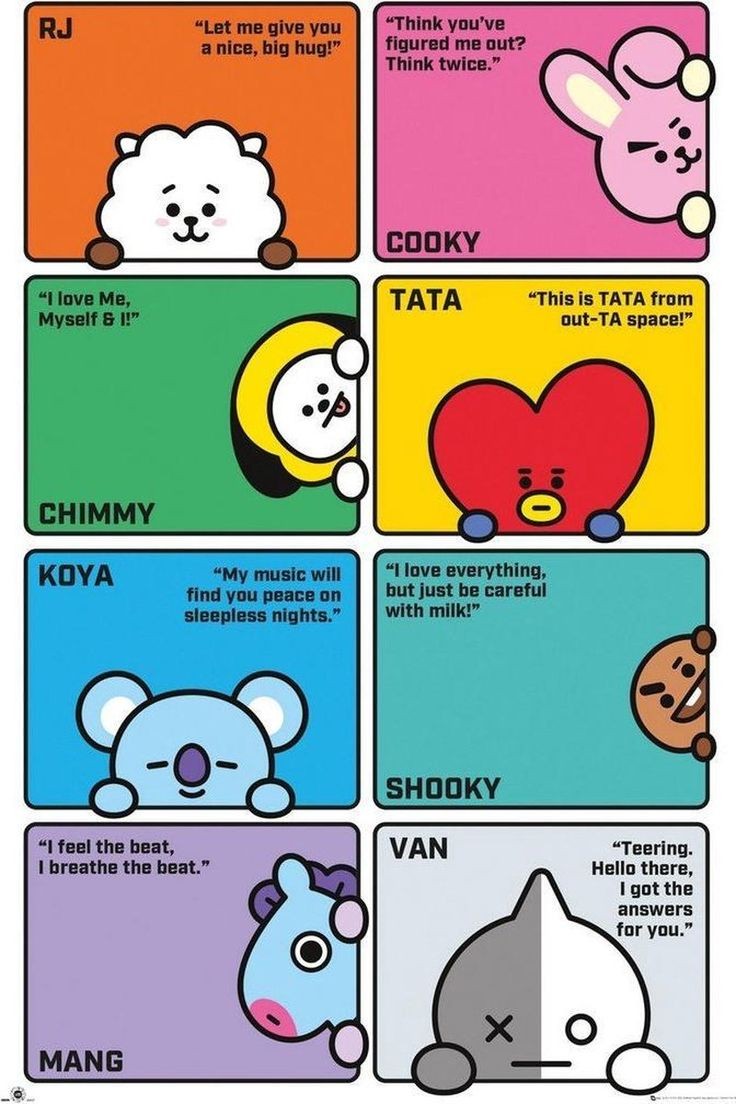 RJ
“Let me give you
a nice, big hug!”
“Think you’ve
figured me out?
Think twice.”
COOKY
“I love Me,
Myself & I!”
CHIMMY
TATA
“This is TATA from
out-TA space!”
KOYA
“My music will
find you peace on
sleepless nights.”
“I love everything,
but just be careful
with milk!”
SHOOKY
“I feel the beat,
I breathe the beat.”
MANG
VAN
“Teering.
Hello there,
I got the
answers
for you.”